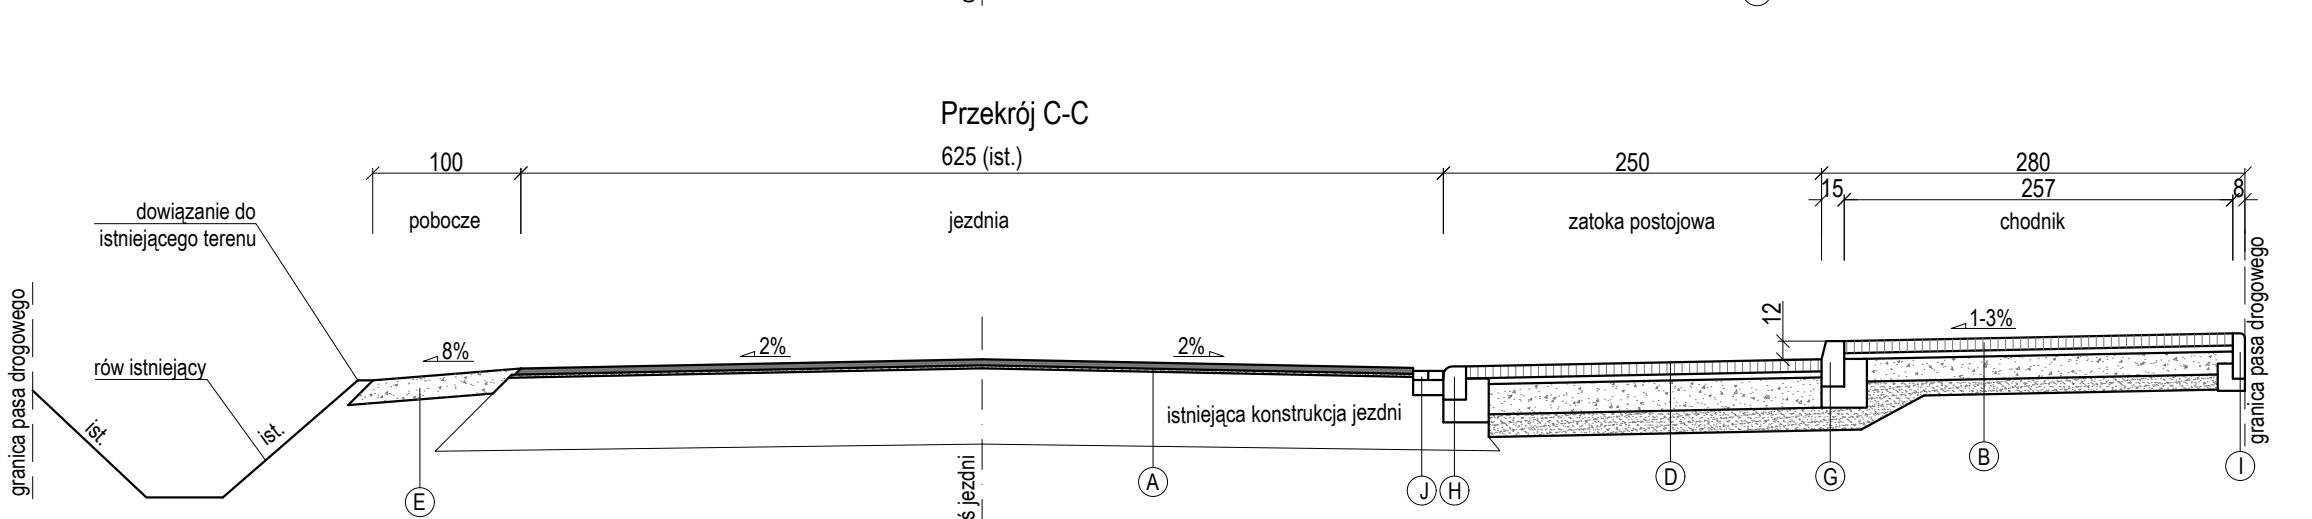 Przekrój C-C
100
625 (ist.)
250
280
15
257
8
pobocze
jezdnia
zatoka postojowa
chodnik
dowiązanie do
istniejącego terenu
rów istniejący
granica pasa drogowego
ist.
ist.
8%
2%
2%
12
1-3%
granica pasa drogowego
istniejąca konstrukcja jezdni
E
ś jezdni
A
J
H
D
G
B
I